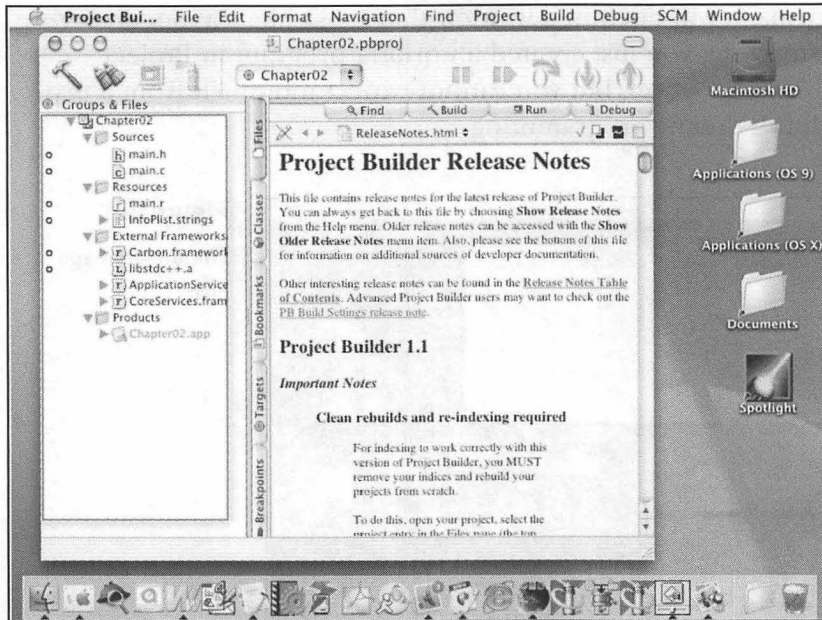 Project Bui... File Edit Format Navigation Find Project Build Debug SCM Window Help
Chapter02.pbproj
Chapter02
Macintosh HD
Groups & Files
Find Build Run Debug
Chapter02
Sources
main.h
main.c
Resources
main.r
InfoPlist.strings
External Frameworks
Carbon.framework
libstdc++.a
ApplicationService
CoreServices.fram
Products
Chapter02.app
Files
Classes
Bookmarks
Targets
Breakpoints
ReleaseNotes.html
Project Builder Release Notes
This file contains release notes for the latest release of Project Builder.
You can always get back to this file by choosing Show Release Notes
from the Help menu. Older release notes can be accessed with the Show
Older Release Notes menu item. Also, please see the bottom of this file
for information on additional sources of developer documentation.
Other interesting release notes can be found in the Release Notes Table
of Contents. Advanced Project Builder users may want to check out the
PB Build Settings release note.
Project Builder 1.1
Important Notes
Clean rebuilds and re-indexing required
For indexing to work correctly with this
version of Project Builder, you MUST
remove your indices and rebuild your
projects from scratch.
To do this, open your project, select the
project entry in the Files pane (the top
Applications (OS 9)
Applications (OS X)
Documents
Spotlight